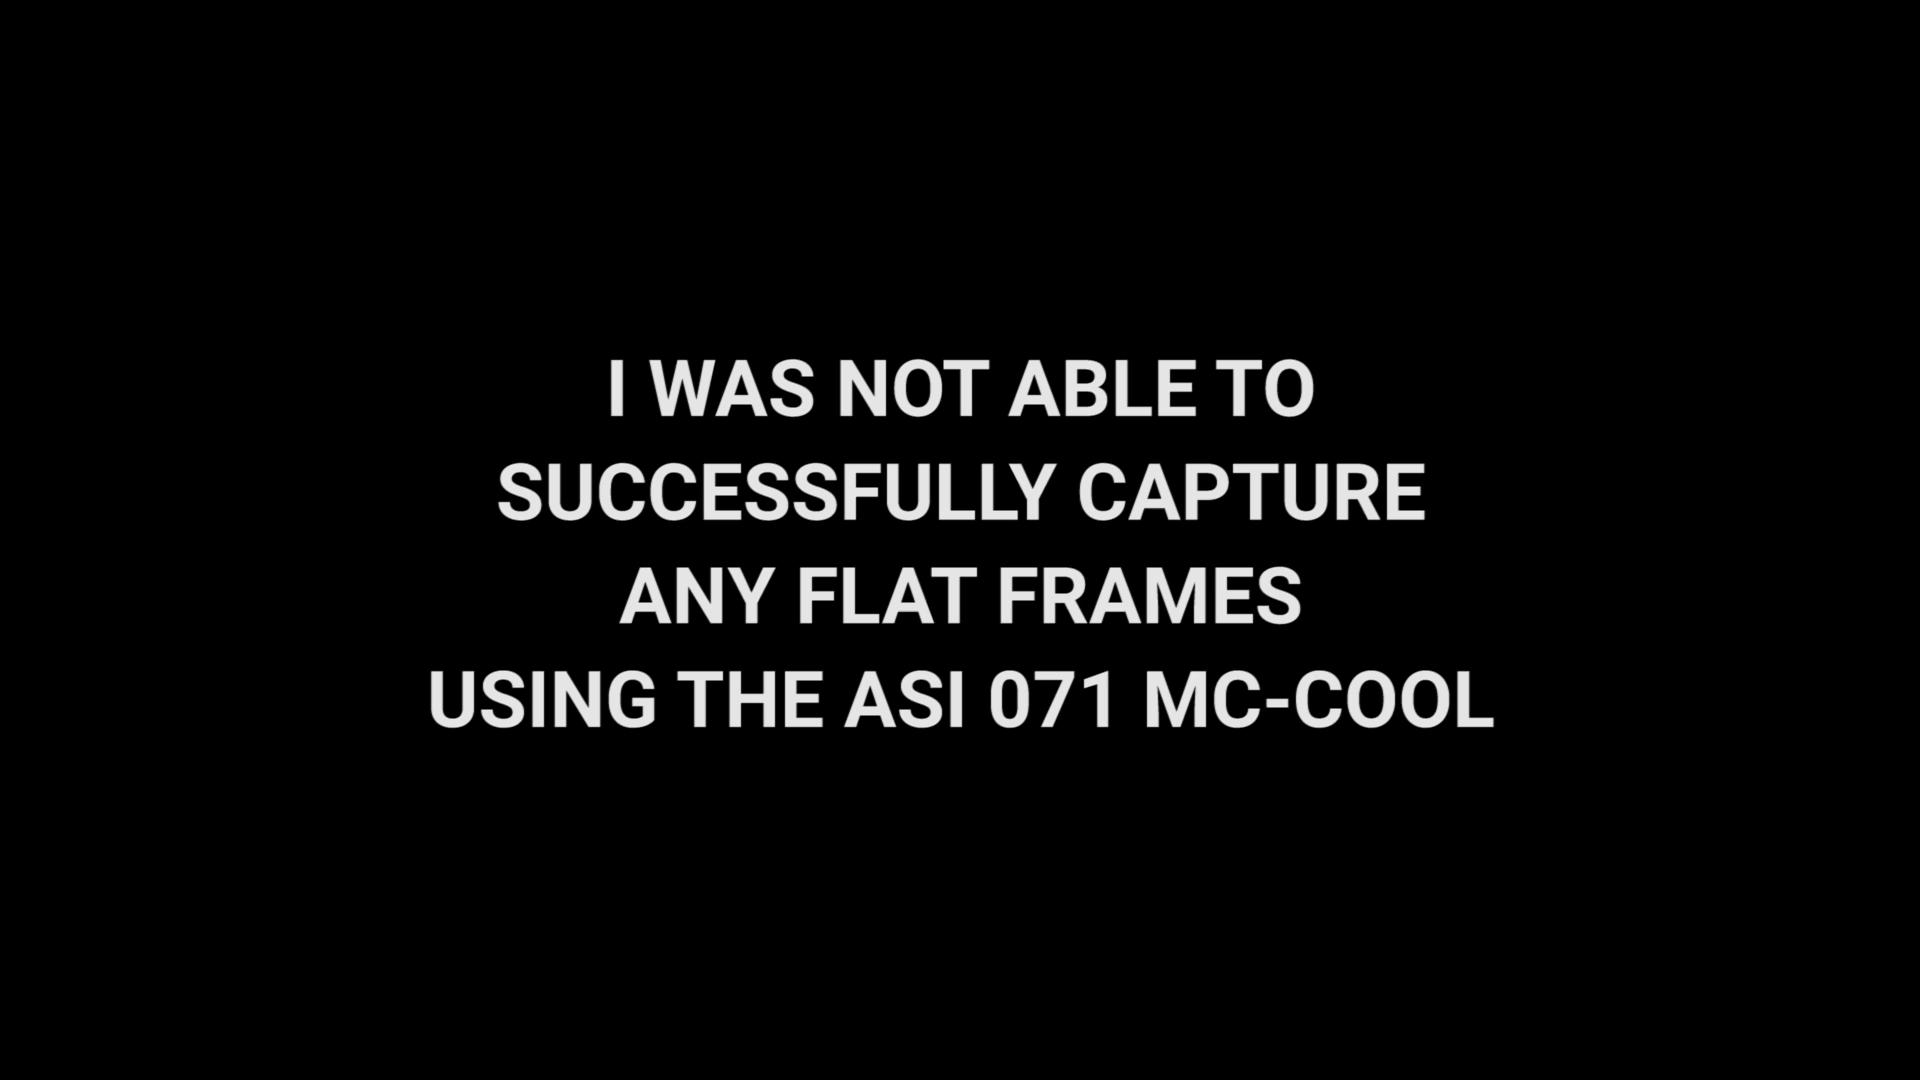 I WAS NOT ABLE TO
SUCCESSFULLY CAPTURE
ANY FLAT FRAMES
USING THE ASI 071 MC-COOL